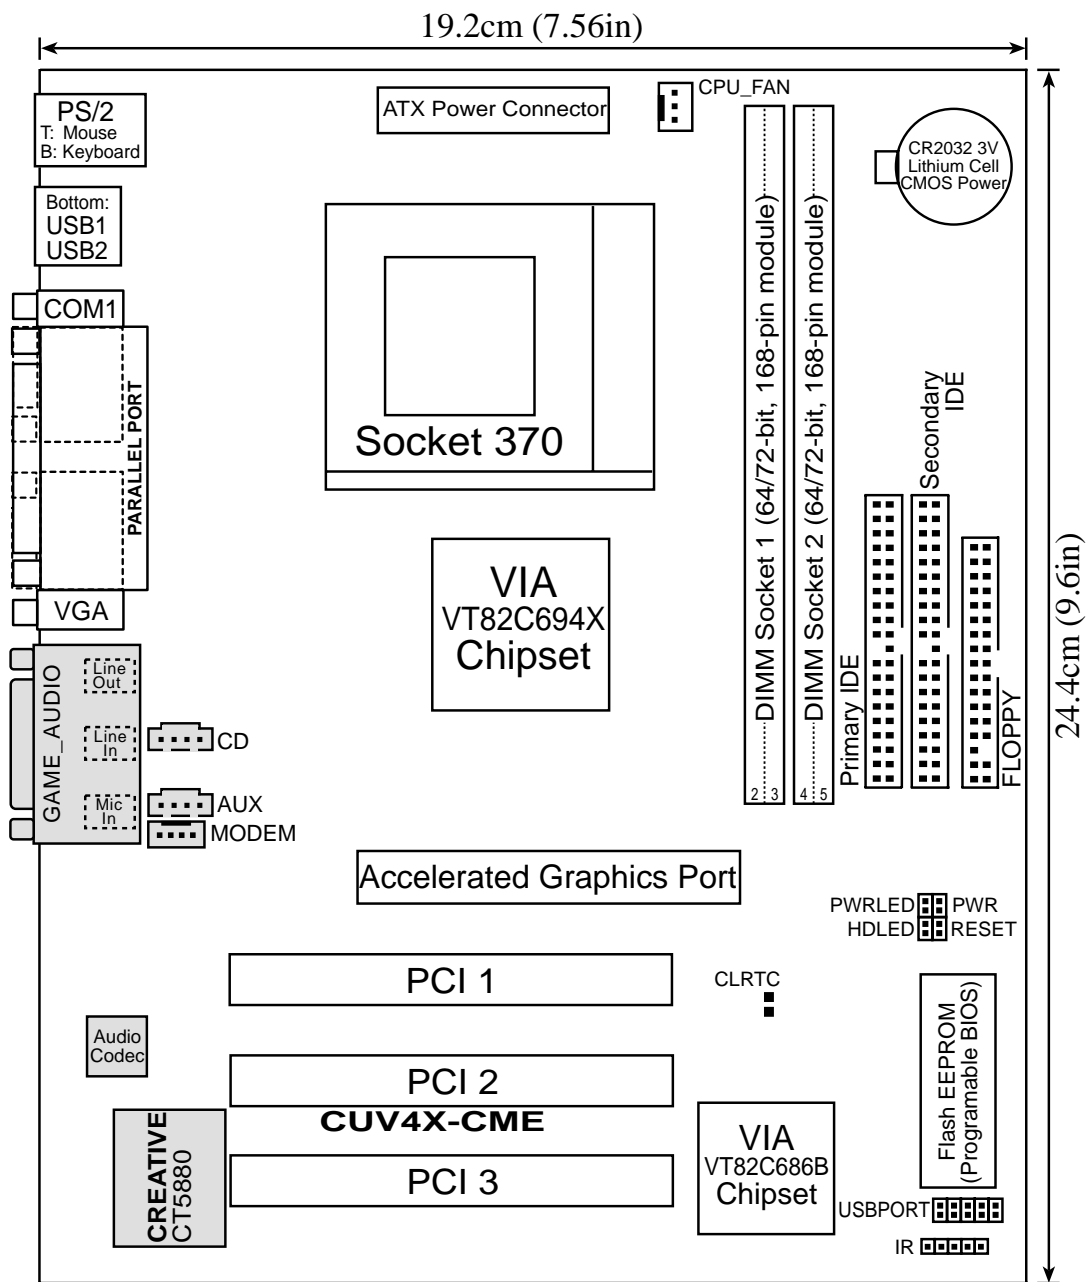 19.2cm (7.56in)
PS/2
T: Mouse
B: Keyboard
ATX Power Connector
CPU_FAN
CR2032 3V
Lithium Cell
CMOS Power
Bottom:
USB1
USB2
COM1
PARALLEL PORT
VGA
Socket 370
DIMM Socket 1 (64/72-bit, 168-pin module)
2 3
DIMM Socket 2 (64/72-bit, 168-pin module)
4 5
Secondary
IDE
Primary IDE
FLOPPY
24.4cm (9.6in)
VIA
VT82C694X
Chipset
GAME_AUDIO
Line
Out
Line
In
Mic
In
CD
AUX
MODEM
Accelerated Graphics Port
PWRLED
PWR
HDLED
RESET
PCI 1
CLRTC
Flash EEPROM
(Programable BIOS)
Audio
Codec
PCI 2
CUV4X-CME
CREATIVE
CT5880
PCI 3
VIA
VT82C686B
Chipset
USBPORT
IR